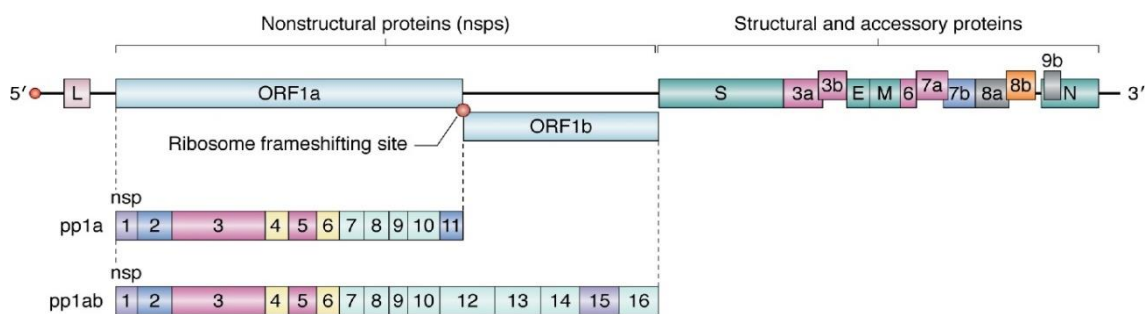 Nonstructural proteins (nsps)
Structural and accessory proteins
9b
5′ L ORF1a S 3a 3b E M 6 7a 7b 8a 8b N 3′
Ribosome frameshifting site
ORF1b
nsp
pp1a 1 2 3 4 5 6 7 8 9 10 11
nsp
pp1ab 1 2 3 4 5 6 7 8 9 10 12 13 14 15 16